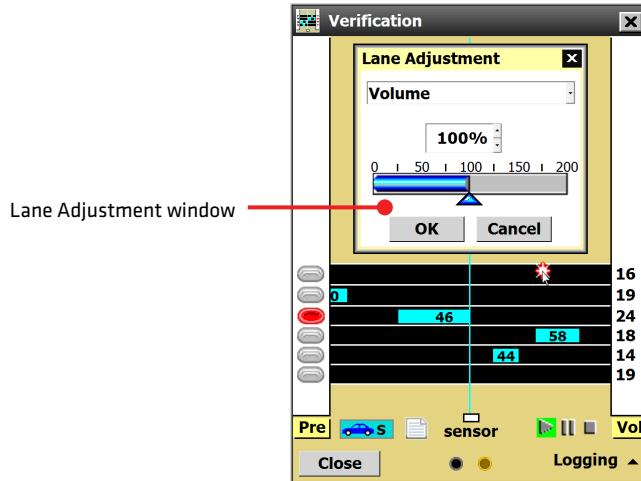 Verification
Lane Adjustment
Volume
100%
0 50 100 150 200
Lane Adjustment window
OK Cancel
16
0 19
46 24
58 18
44 14
19
Pre S sensor Vol
Close Logging